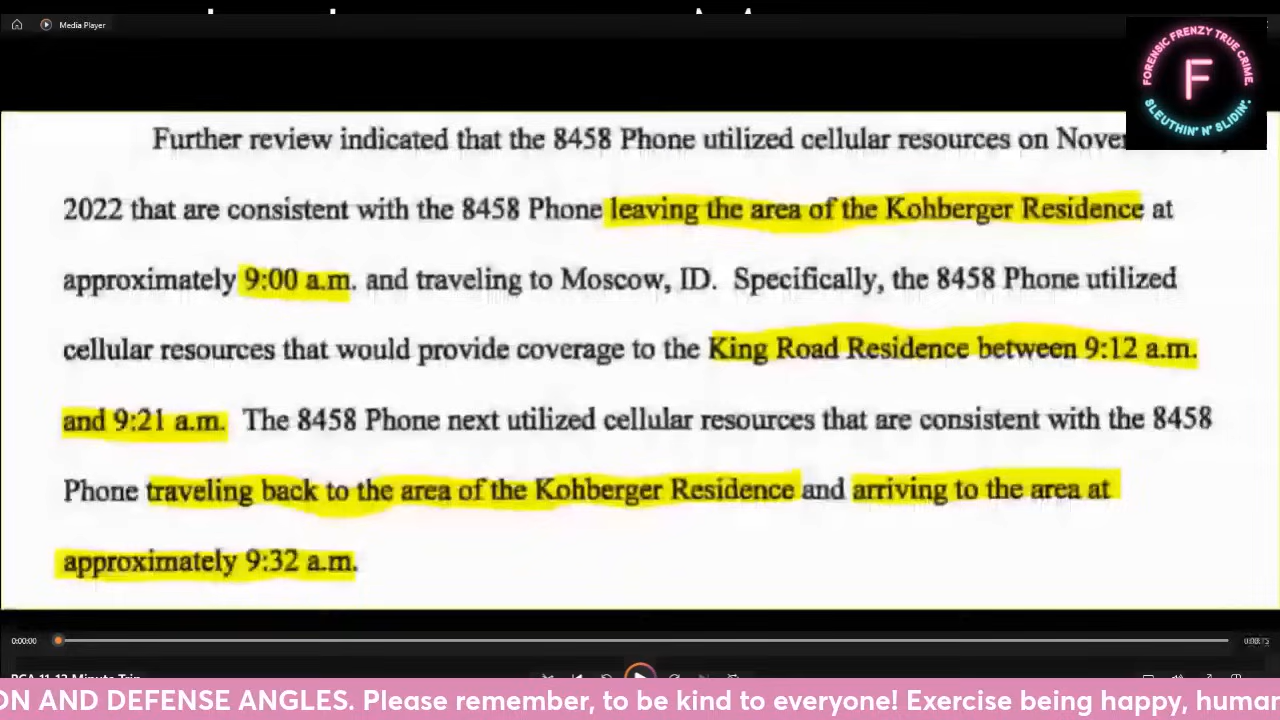 Media Player
FORENSIC FRENZY TRUE CRIME.
F
SLEUTHIN' N' SLIDIN'.
Further review indicated that the 8458 Phone utilized cellular resources on
2022 that are consistent with the 8458 Phone leaving the area of the Kohberger Residence at
approximately 9:00 a.m. and traveling to Moscow, ID. Specifically, the 8458 Phone utilized
cellular resources that would provide coverage to the King Road Residence between 9:12 a.m.
and 9:21 a.m. The 8458 Phone next utilized cellular resources that are consistent with the 8458
Phone traveling back to the area of the Kohberger Residence and arriving to the area at
approximately 9:32 a.m.
0:00:00
ON AND DEFENSE ANGLES. Please remember, to be kind to everyone! Exercise being happy, human